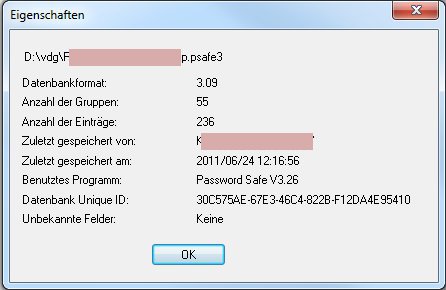 Eigenschaften
D:\vdg\F p.psafe3
Datenbankformat: 3.09
Anzahl der Gruppen: 55
Anzahl der Einträge: 236
Zuletzt gespeichert von: K
Zuletzt gespeichert am: 2011/06/24 12:16:56
Benutztes Programm: Password Safe V3.26
Datenbank Unique ID: 30C575AE-67E3-46C4-822B-F12DA4E95410
Unbekannte Felder: Keine
OK